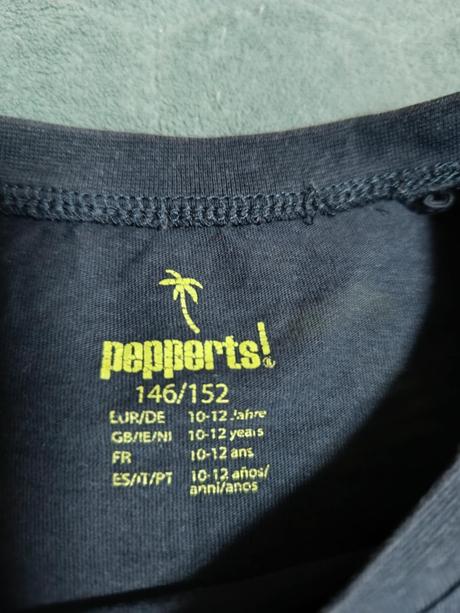 pepperts!®
146/152
EUR/DE 10-12 Jahre
GB/IE/NI 10-12 years
FR 10-12 ans
ES/IT/PT 10-12 años/
anni/anos